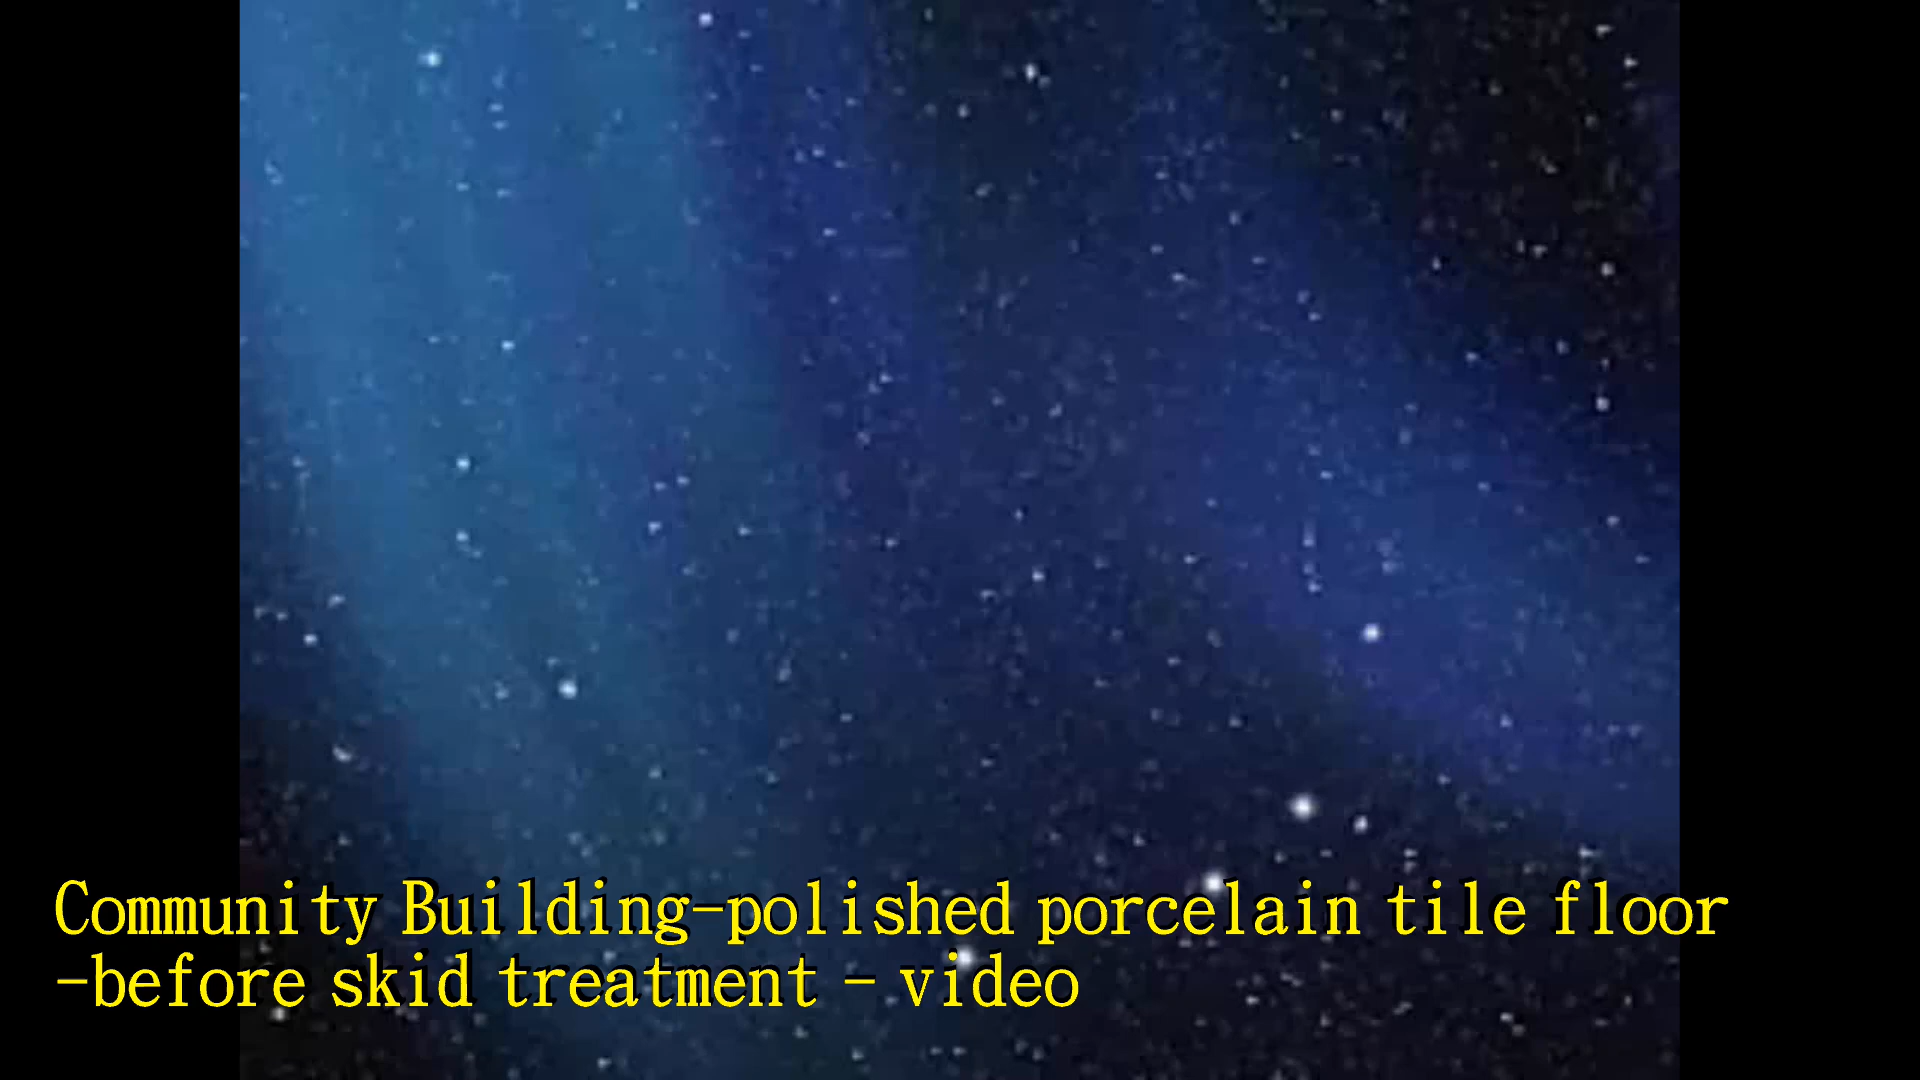 Community Building-polished porcelain tile floor
-before skid treatment - video